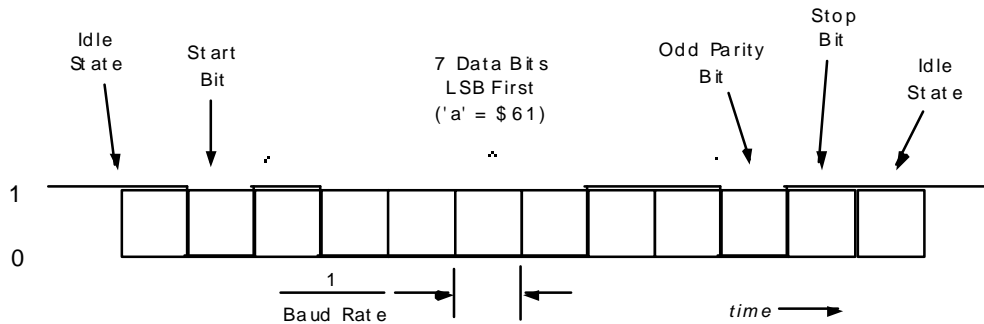 Idle
State
Start
Bit
7 Data Bits
LSB First
('a' = $61)
Odd Parity
Bit
Stop
Bit
Idle
State
1
0
1
Baud Rate
time